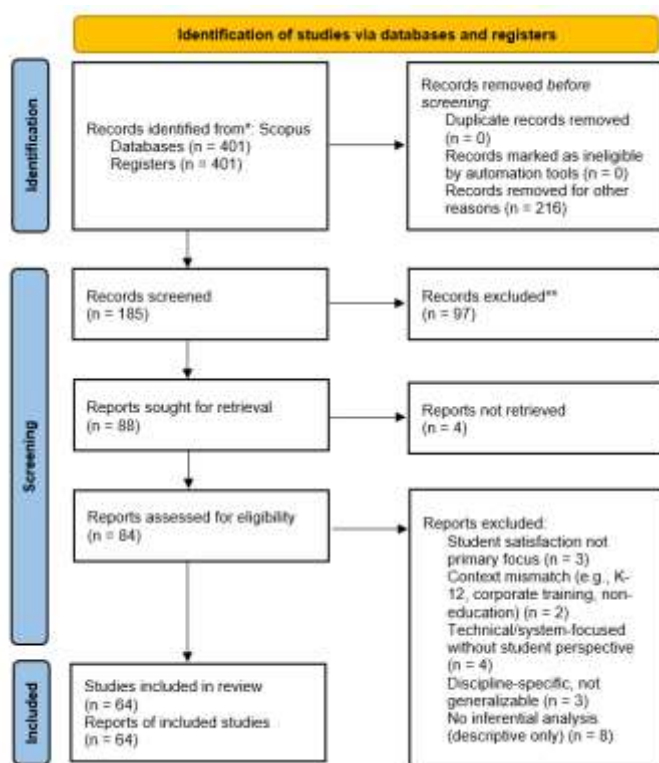 Identification of studies via databases and registers
Identification
Records identified from*: Scopus
Databases (n = 401)
Registers (n = 401)
Records removed before
screening:
Duplicate records removed
(n = 0)
Records marked as ineligible
by automation tools (n = 0)
Records removed for other
reasons (n = 216)
Screening
Records screened
(n = 185)
Records excluded**
(n = 97)
Reports sought for retrieval
(n = 88)
Reports not retrieved
(n = 4)
Reports assessed for eligibility
(n = 84)
Reports excluded:
Student satisfaction not
primary focus (n = 3)
Context mismatch (e.g., K-
12, corporate training, non-
education) (n = 2)
Technical/system-focused
without student perspective
(n = 4)
Discipline-specific, not
generalizable (n = 3)
No inferential analysis
(descriptive only) (n = 8)
Included
Studies included in review
(n = 64)
Reports of included studies
(n = 64)